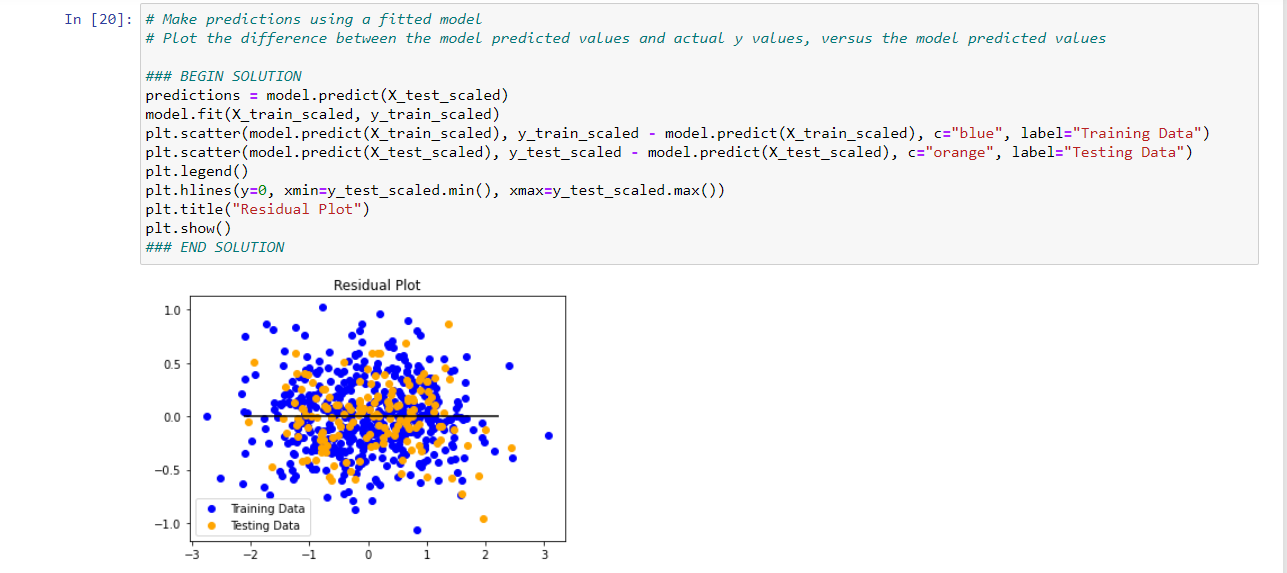 In [20]: # Make predictions using a fitted model
# Plot the difference between the model predicted values and actual y values, versus the model predicted values
### BEGIN SOLUTION
predictions = model.predict(X_test_scaled)
model.fit(X_train_scaled, y_train_scaled)
plt.scatter(model.predict(X_train_scaled), y_train_scaled - model.predict(X_train_scaled), c="blue", label="Training Data")
plt.scatter(model.predict(X_test_scaled), y_test_scaled - model.predict(X_test_scaled), c="orange", label="Testing Data")
plt.legend()
plt.hlines(y=0, xmin=y_test_scaled.min(), xmax=y_test_scaled.max())
plt.title("Residual Plot")
plt.show()
### END SOLUTION
Residual Plot
1.0
0.5
0.0
−0.5
−1.0
Training Data
Testing Data
−3 −2 −1 0 1 2 3